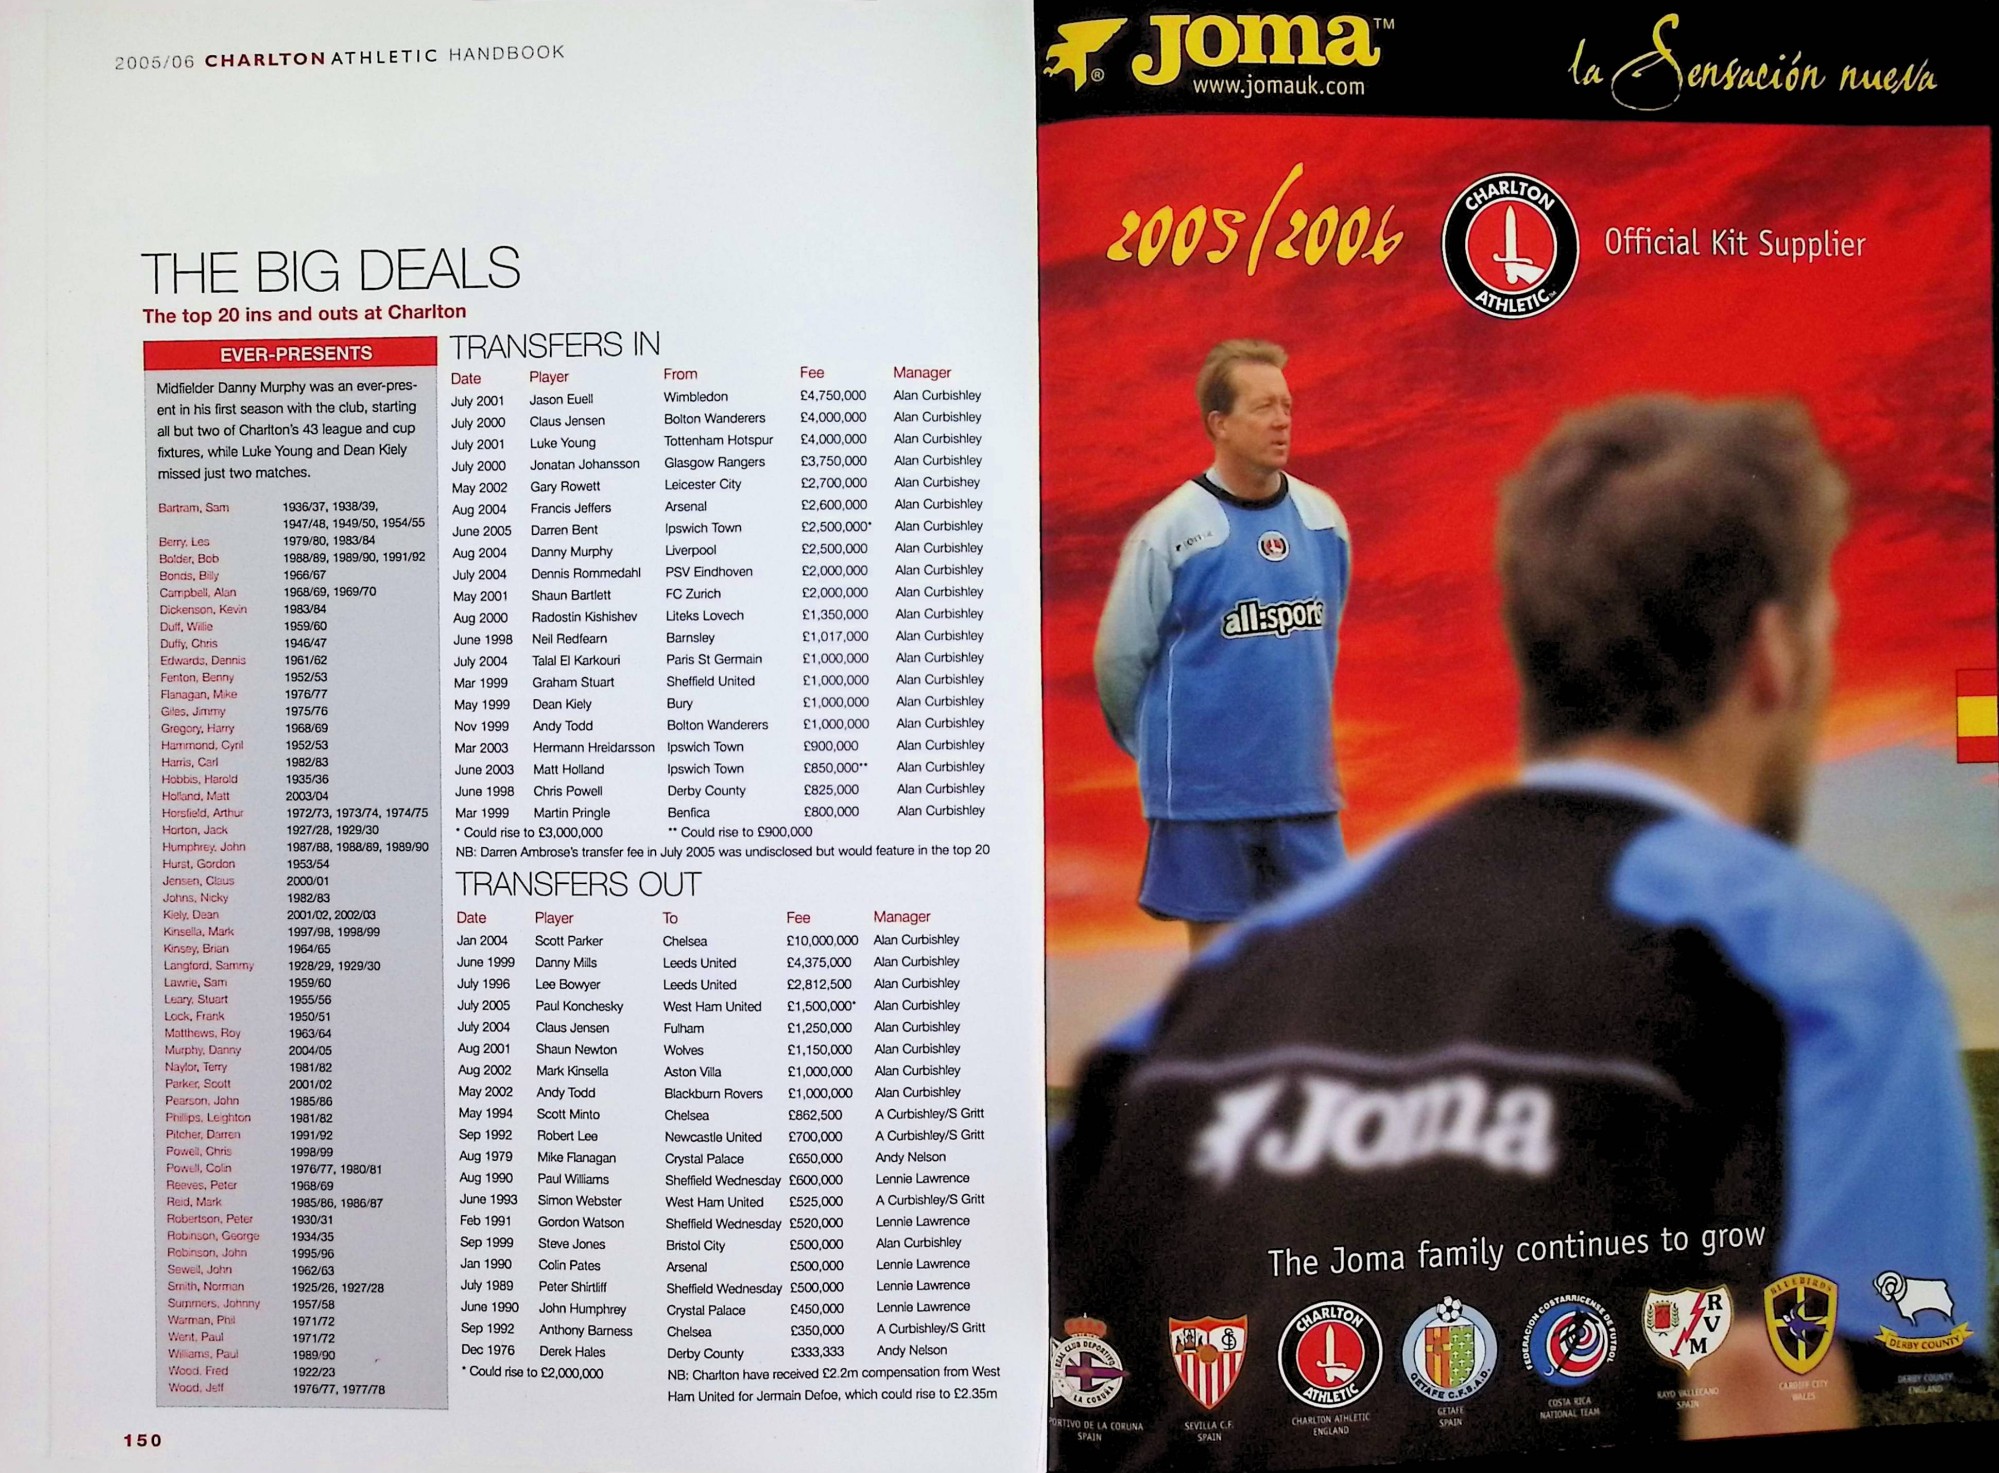 2005/06 CHARLTON ATHLETIC HANDBOOK
THE BIG DEALS
The top 20 ins and outs at Charlton
EVER-PRESENTS
Midfielder Danny Murphy was an ever-pres-
ent in his first season with the club, starting
all but two of Charlton's 43 league and cup
fixtures, while Luke Young and Dean Kiely
missed just two matches.
Bartram, Sam 1936/37, 1938/39,
1947/48, 1949/50, 1954/55
Berry, Les 1979/80, 1983/84
Bolder, Bob 1988/89, 1989/90, 1991/92
Bonds, Billy 1966/67
Campbell, Alan 1968/69, 1969/70
Dickenson, Kevin 1983/84
Duff, Willie 1959/60
Duffy, Chris 1946/47
Edwards, Dennis 1961/62
Fenton, Benny 1952/53
Flanagan, Mike 1976/77
Giles, Jimmy 1975/76
Gregory, Harry 1968/69
Hammond, Cyril 1952/53
Harris, Carl 1982/83
Hobbis, Harold 1935/36
Holland, Matt 2003/04
Horsfield, Arthur 1972/73, 1973/74, 1974/75
Horton, Jack 1927/28, 1929/30
Humphrey, John 1987/88, 1988/89, 1989/90
Hurst, Gordon 1953/54
Jensen, Claus 2000/01
Johns, Nicky 1982/83
Kiely, Dean 2001/02, 2002/03
Kinsella, Mark 1997/98, 1998/99
Kinsey, Brian 1964/65
Langford, Sammy 1928/29, 1929/30
Lawrie, Sam 1959/60
Leary, Stuart 1955/56
Lock, Frank 1950/51
Matthews, Roy 1963/64
Murphy, Danny 2004/05
Naylor, Terry 1981/82
Parker, Scott 2001/02
Pearson, John 1985/86
Phillips, Leighton 1981/82
Pitcher, Darren 1991/92
Powell, Chris 1998/99
Powell, Colin 1976/77, 1980/81
Reeves, Peter 1968/69
Reid, Mark 1985/86, 1986/87
Robertson, Peter 1930/31
Robinson, George 1934/35
Robinson, John 1995/96
Sewell, John 1962/63
Smith, Norman 1925/26, 1927/28
Summers, Johnny 1957/58
Warman, Phil 1971/72
Went, Paul 1971/72
Williams, Paul 1989/90
Wood, Fred 1922/23
Wood, Jeff 1976/77, 1977/78
150
TRANSFERS IN
Date Player From Fee Manager
July 2001 Jason Euell Wimbledon £4,750,000 Alan Curbishley
July 2000 Claus Jensen Bolton Wanderers £4,000,000 Alan Curbishley
July 2001 Luke Young Tottenham Hotspur £4,000,000 Alan Curbishley
July 2000 Jonatan Johansson Glasgow Rangers £3,750,000 Alan Curbishley
May 2002 Gary Rowett Leicester City £2,700,000 Alan Curbishey
Aug 2004 Francis Jeffers Arsenal £2,600,000 Alan Curbishley
June 2005 Darren Bent Ipswich Town £2,500,000* Alan Curbishley
Aug 2004 Danny Murphy Liverpool £2,500,000 Alan Curbishley
July 2004 Dennis Rommedahl PSV Eindhoven £2,000,000 Alan Curbishley
May 2001 Shaun Bartlett FC Zurich £2,000,000 Alan Curbishley
Aug 2000 Radostin Kishishev Liteks Lovech £1,350,000 Alan Curbishley
June 1998 Neil Redfearn Barnsley £1,017,000 Alan Curbishley
July 2004 Talal El Karkouri Paris St Germain £1,000,000 Alan Curbishley
Mar 1999 Graham Stuart Sheffield United £1,000,000 Alan Curbishley
May 1999 Dean Kiely Bury £1,000,000 Alan Curbishley
Nov 1999 Andy Todd Bolton Wanderers £1,000,000 Alan Curbishley
Mar 2003 Hermann Hreidarsson Ipswich Town £900,000 Alan Curbishley
June 2003 Matt Holland Ipswich Town £850,000** Alan Curbishley
June 1998 Chris Powell Derby County £825,000 Alan Curbishley
Mar 1999 Martin Pringle Benfica £800,000 Alan Curbishley
* Could rise to £3,000,000 ** Could rise to £900,000
NB: Darren Ambrose's transfer fee in July 2005 was undisclosed but would feature in the top 20
TRANSFERS OUT
Date Player To Fee Manager
Jan 2004 Scott Parker Chelsea £10,000,000 Alan Curbishley
June 1999 Danny Mills Leeds United £4,375,000 Alan Curbishley
July 1996 Lee Bowyer Leeds United £2,812,500 Alan Curbishley
July 2005 Paul Konchesky West Ham United £1,500,000* Alan Curbishley
July 2004 Claus Jensen Fulham £1,250,000 Alan Curbishley
Aug 2001 Shaun Newton Wolves £1,150,000 Alan Curbishley
Aug 2002 Mark Kinsella Aston Villa £1,000,000 Alan Curbishley
May 2002 Andy Todd Blackburn Rovers £1,000,000 Alan Curbishley
May 1994 Scott Minto Chelsea £862,500 A Curbishley/S Gritt
Sep 1992 Robert Lee Newcastle United £700,000 A Curbishley/S Gritt
Aug 1979 Mike Flanagan Crystal Palace £650,000 Andy Nelson
Aug 1990 Paul Williams Sheffield Wednesday £600,000 Lennie Lawrence
June 1993 Simon Webster West Ham United £525,000 A Curbishley/S Gritt
Feb 1991 Gordon Watson Sheffield Wednesday £520,000 Lennie Lawrence
Sep 1999 Steve Jones Bristol City £500,000 Alan Curbishley
Jan 1990 Colin Pates Arsenal £500,000 Lennie Lawrence
July 1989 Peter Shirtliff Sheffield Wednesday £500,000 Lennie Lawrence
June 1990 John Humphrey Crystal Palace £450,000 Lennie Lawrence
Sep 1992 Anthony Barness Chelsea £350,000 A Curbishley/S Gritt
Dec 1976 Derek Hales Derby County £333,333 Andy Nelson
* Could rise to £2,000,000 NB: Charlton have received £2.2m compensation from West
Ham United for Jermain Defoe, which could rise to £2.35m
Joma™
®
www.jomauk.com
la Sensación nueva
2005/2006
CHARLTON ATHLETIC
Official Kit Supplier
all:sports
Joma
The Joma family continues to grow
REAL CLUB DEPORTIVO LA CORUÑA
CHARLTON ATHLETIC
GETAFE C.F. S.A.D.
FEDERACION COSTARRICENSE DE FUTBOL
RVM
BLUEBIRDS
DERBY COUNTY
PORTIVO DE LA CORUNA
SPAIN
SEVILLA C.F.
SPAIN
CHARLTON ATHLETIC
ENGLAND
GETAFE
SPAIN
COSTA RICA
NATIONAL TEAM
RAYO VALLECANO
SPAIN
CARDIFF CITY
WALES
DERBY COUNTY
ENGLAND